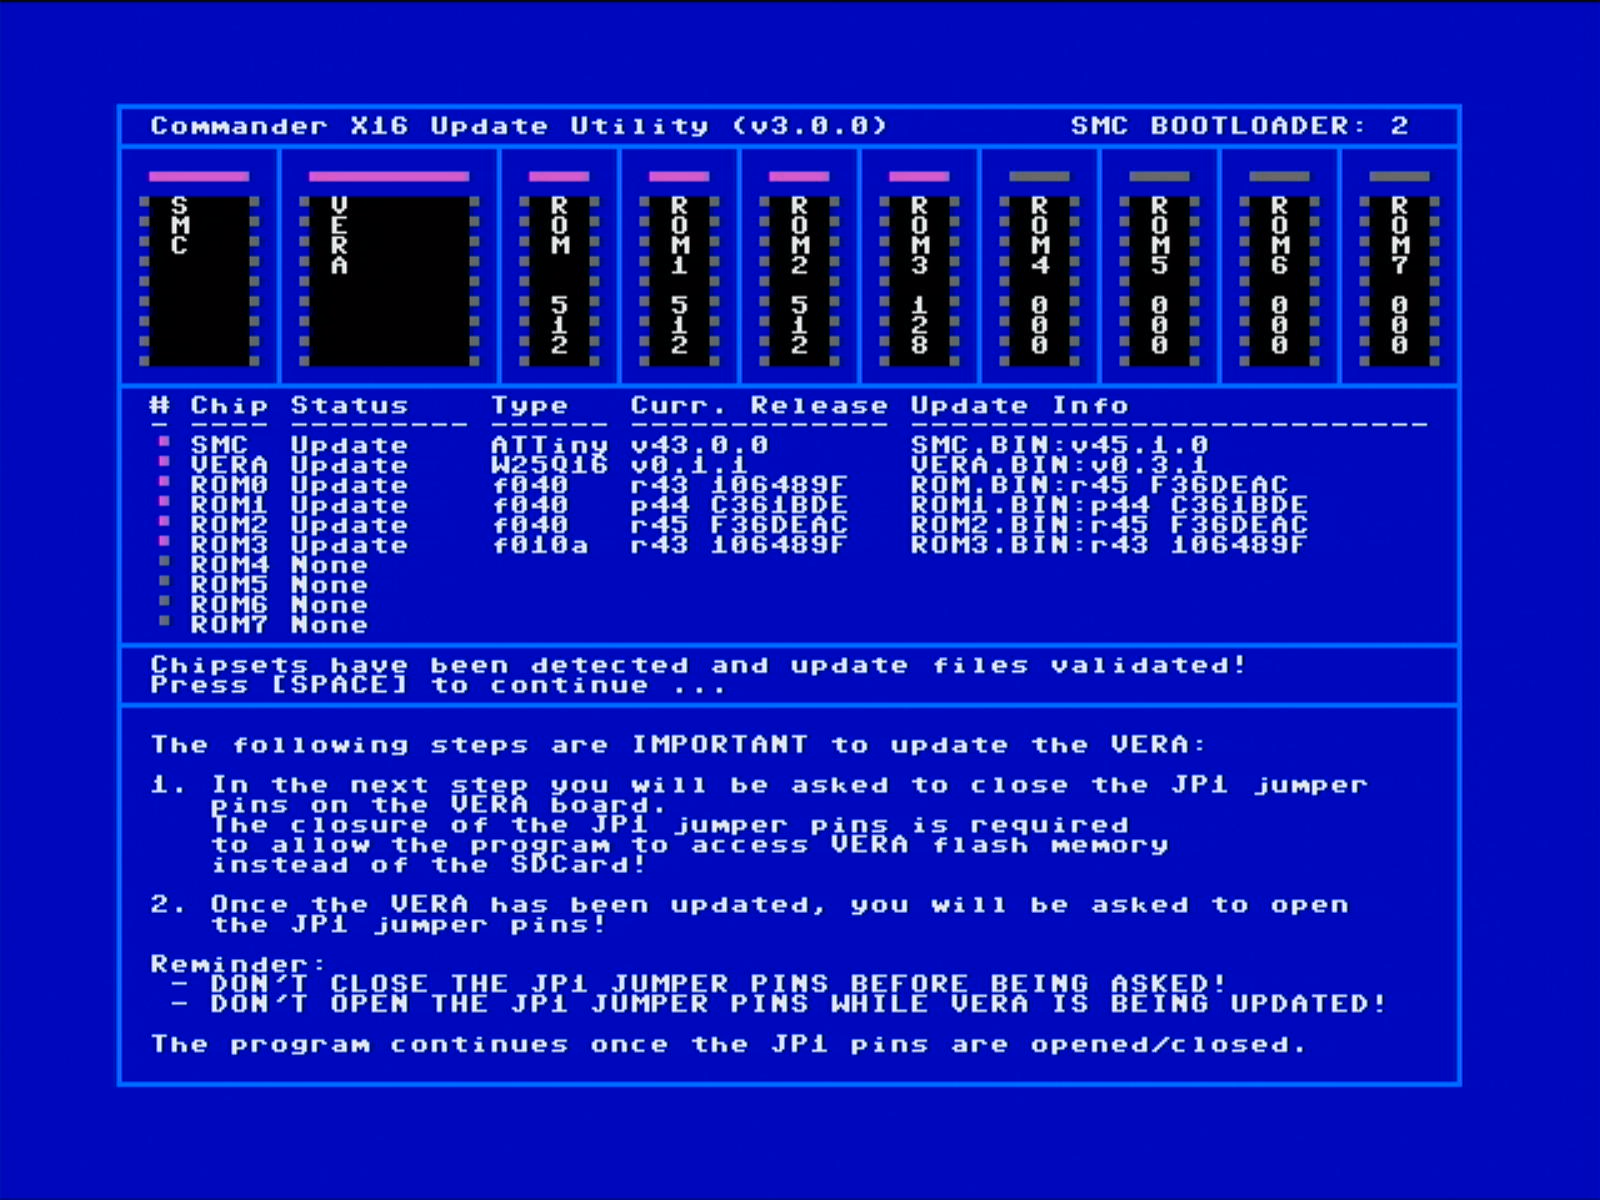 Commander X16 Update Utility (v3.0.0) SMC BOOTLOADER: 2
SMC
VERA
ROM 512
ROM1 512
ROM2 512
ROM3 128
ROM4 000
ROM5 000
ROM6 000
ROM7 000
# Chip Status Type Curr. Release Update Info
- ---- --------- ------ ------------- --------------------------
SMC Update ATTiny v43.0.0 SMC.BIN:v45.1.0
VERA Update W25Q16 v0.1.1 VERA.BIN:v0.3.1
ROM0 Update f040 r43 106489F ROM.BIN:r45 F36DEAC
ROM1 Update f040 p44 C361BDE ROM1.BIN:p44 C361BDE
ROM2 Update f040 r45 F36DEAC ROM2.BIN:r45 F36DEAC
ROM3 Update f010a r43 106489F ROM3.BIN:r43 106489F
ROM4 None
ROM5 None
ROM6 None
ROM7 None
Chipsets have been detected and update files validated!
Press [SPACE] to continue ...
The following steps are IMPORTANT to update the VERA:
1. In the next step you will be asked to close the JP1 jumper
pins on the VERA board.
The closure of the JP1 jumper pins is required
to allow the program to access VERA flash memory
instead of the SDCard!
2. Once the VERA has been updated, you will be asked to open
the JP1 jumper pins!
Reminder:
- DON'T CLOSE THE JP1 JUMPER PINS BEFORE BEING ASKED!
- DON'T OPEN THE JP1 JUMPER PINS WHILE VERA IS BEING UPDATED!
The program continues once the JP1 pins are opened/closed.